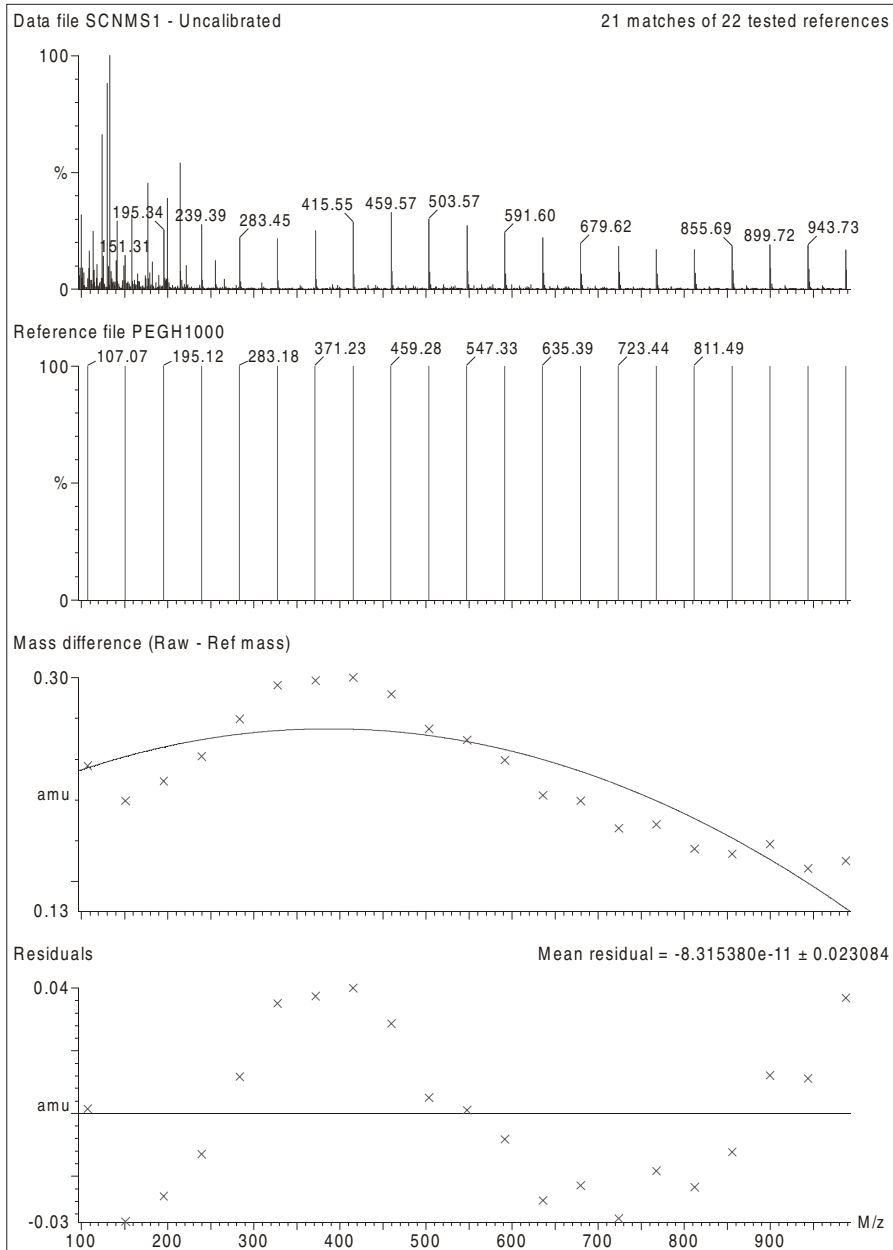 Data file SCNMS1 - Uncalibrated 21 matches of 22 tested references
100
%
0
151.31 195.34 239.39 283.45 415.55 459.57 503.57 591.60 679.62 855.69 899.72 943.73
Reference file PEGH1000
100
%
0
107.07 195.12 283.18 371.23 459.28 547.33 635.39 723.44 811.49
Mass difference (Raw - Ref mass)
0.30
amu
0.13
Residuals Mean residual = -8.315380e-11 ± 0.023084
0.04
amu
-0.03
M/z
100 200 300 400 500 600 700 800 900